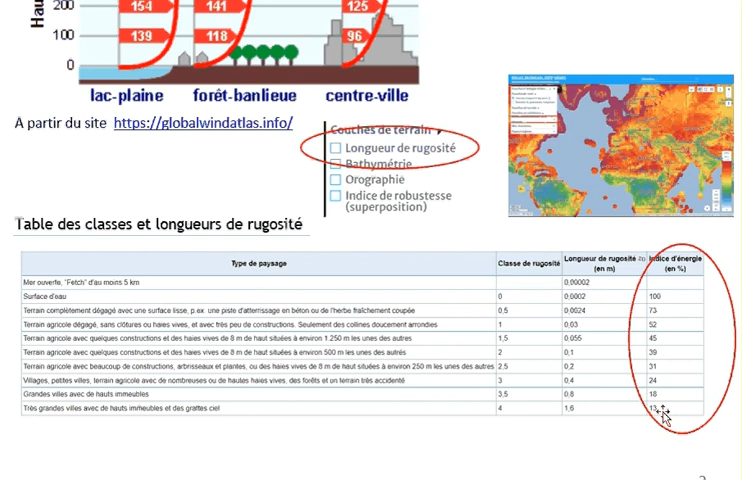 200
154
141
125
100
139
118
96
0
lac-plaine forêt-banlieue centre-ville
A partir du site https://globalwindatlas.info/
Couches de terrain
Longueur de rugosité
Bathymétrie
Orographie
Indice de robustesse
(superposition)
Table des classes et longueurs de rugosité
Type de paysage Classe de rugosité Longueur de rugosité (en m) Indice d'énergie (en %)
Mer ouverte, "Fetch" d'au moins 5 km 0,00002
Surface d'eau 0 0,0002 100
Terrain complètement dégagé avec une surface lisse, p.ex. une piste d'atterrissage en béton ou de l'herbe fraîchement coupée 0,5 0,0024 73
Terrain agricole dégagé, sans clôtures ou haies vives, et avec très peu de constructions. Seulement des collines doucement arrondies 1 0,03 52
Terrain agricole avec quelques constructions et des haies vives de 8 m de haut situées à environ 1.250 m les unes des autres 1,5 0,055 45
Terrain agricole avec quelques constructions et des haies vives de 8 m de haut situées à environ 500 m les unes des autres 2 0,1 39
Terrain agricole avec beaucoup de constructions, arbrisseaux et plantes, ou des haies vives de 8 m de haut situées à environ 250 m les unes des autres 2,5 0,2 31
Villages, petites villes, terrain agricole avec de nombreuses ou de hautes haies vives, des forêts et un terrain très accidenté 3 0,4 24
Grandes villes avec de hauts immeubles 3,5 0,8 18
Très grandes villes avec de hauts immeubles et des grattes ciel 4 1,6 13